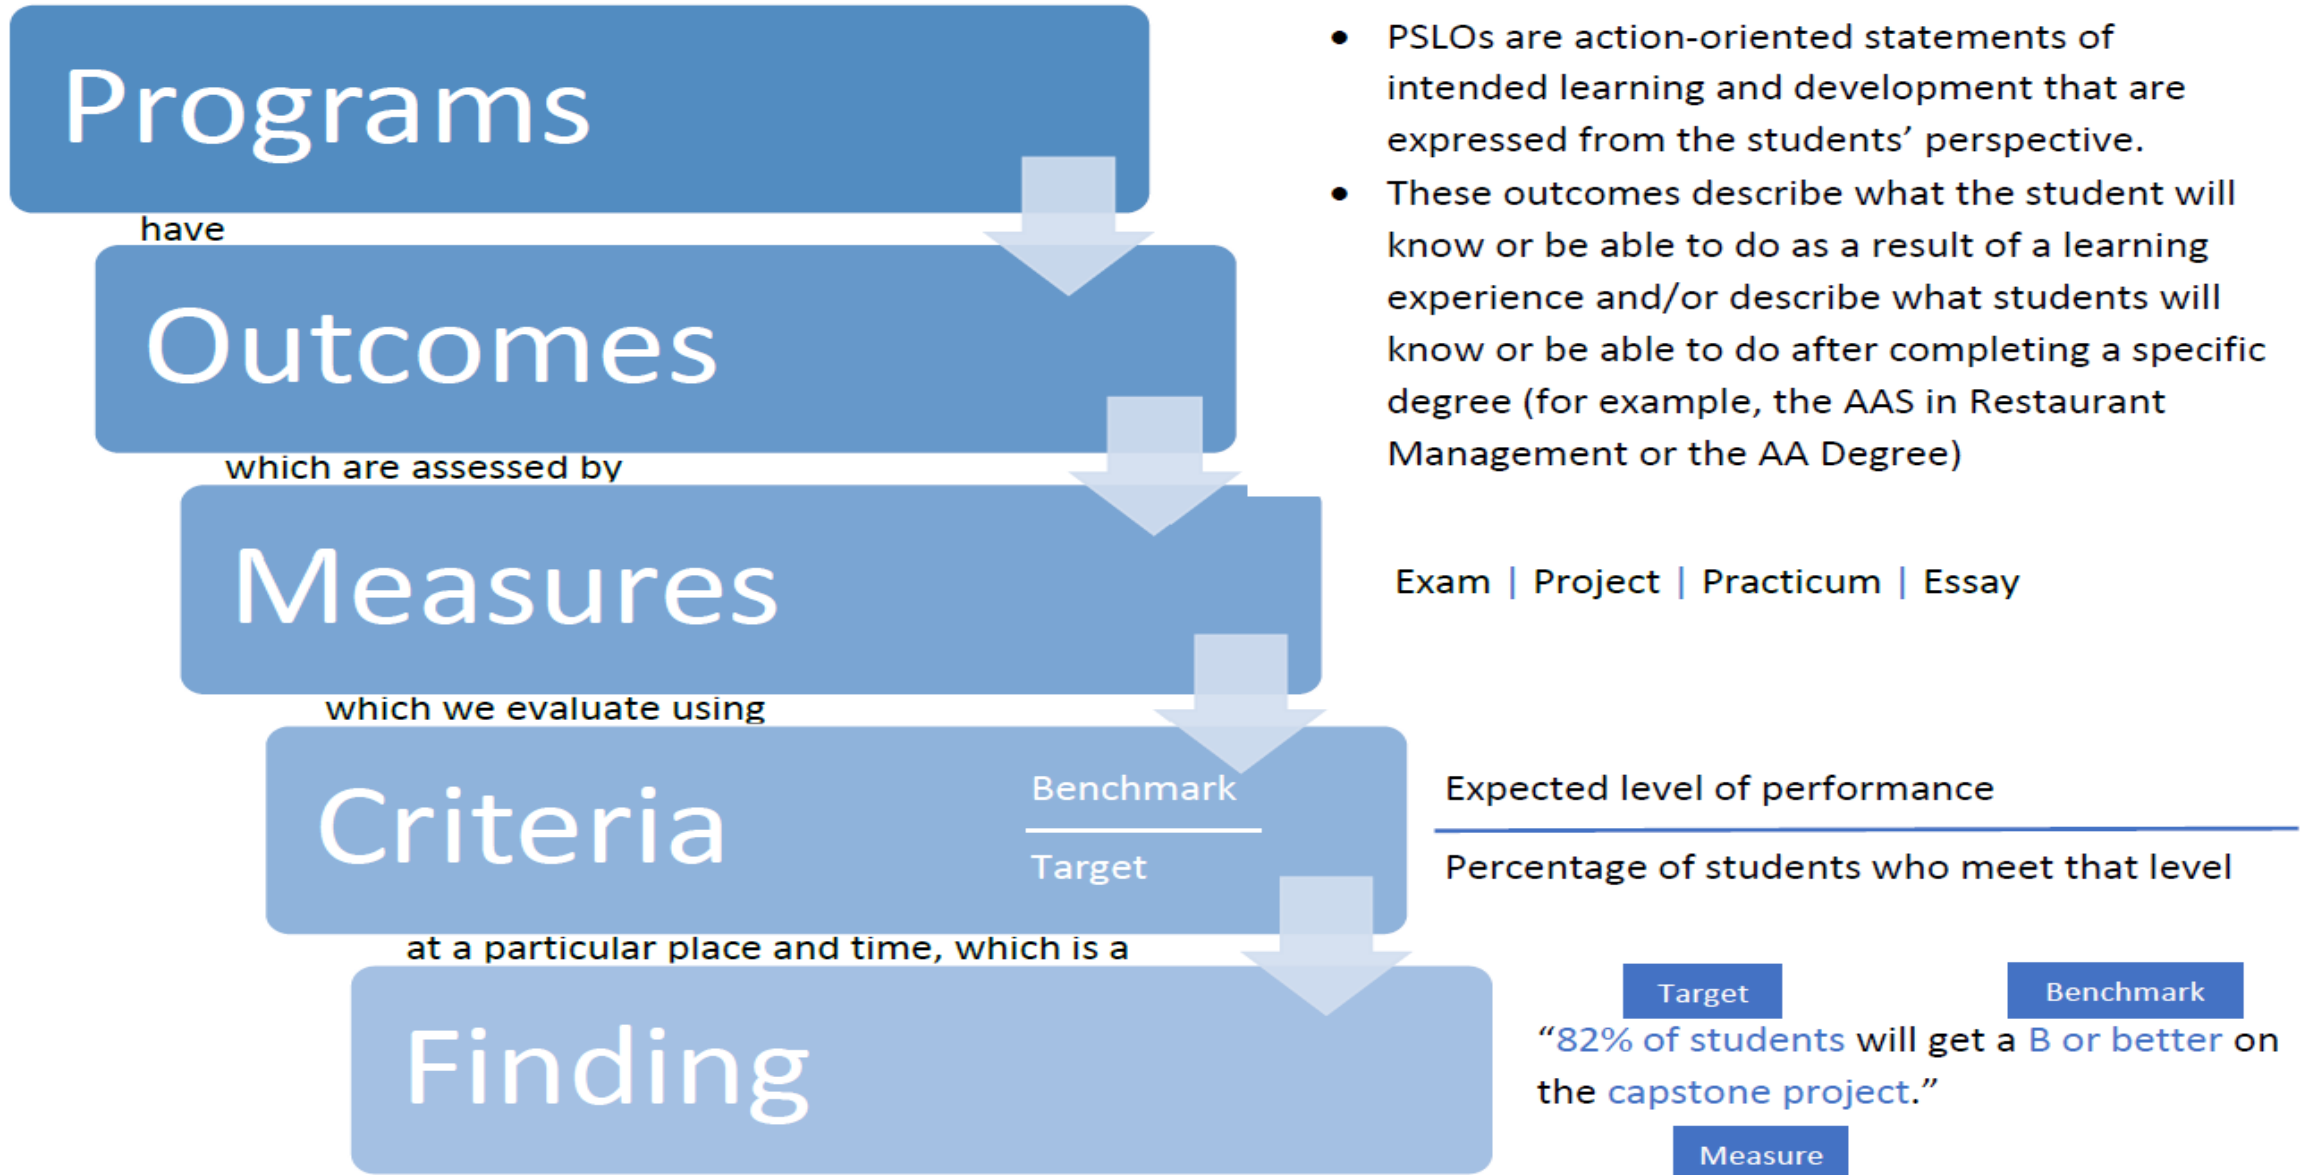 Programs
have
Outcomes
which are assessed by
Measures
which we evaluate using
Criteria
Benchmark
Target
at a particular place and time, which is a
Finding
• PSLOs are action-oriented statements of
intended learning and development that are
expressed from the students’ perspective.
• These outcomes describe what the student will
know or be able to do as a result of a learning
experience and/or describe what students will
know or be able to do after completing a specific
degree (for example, the AAS in Restaurant
Management or the AA Degree)
Exam | Project | Practicum | Essay
Expected level of performance
Percentage of students who meet that level
Target
Benchmark
“82% of students will get a B or better on
the capstone project.”
Measure